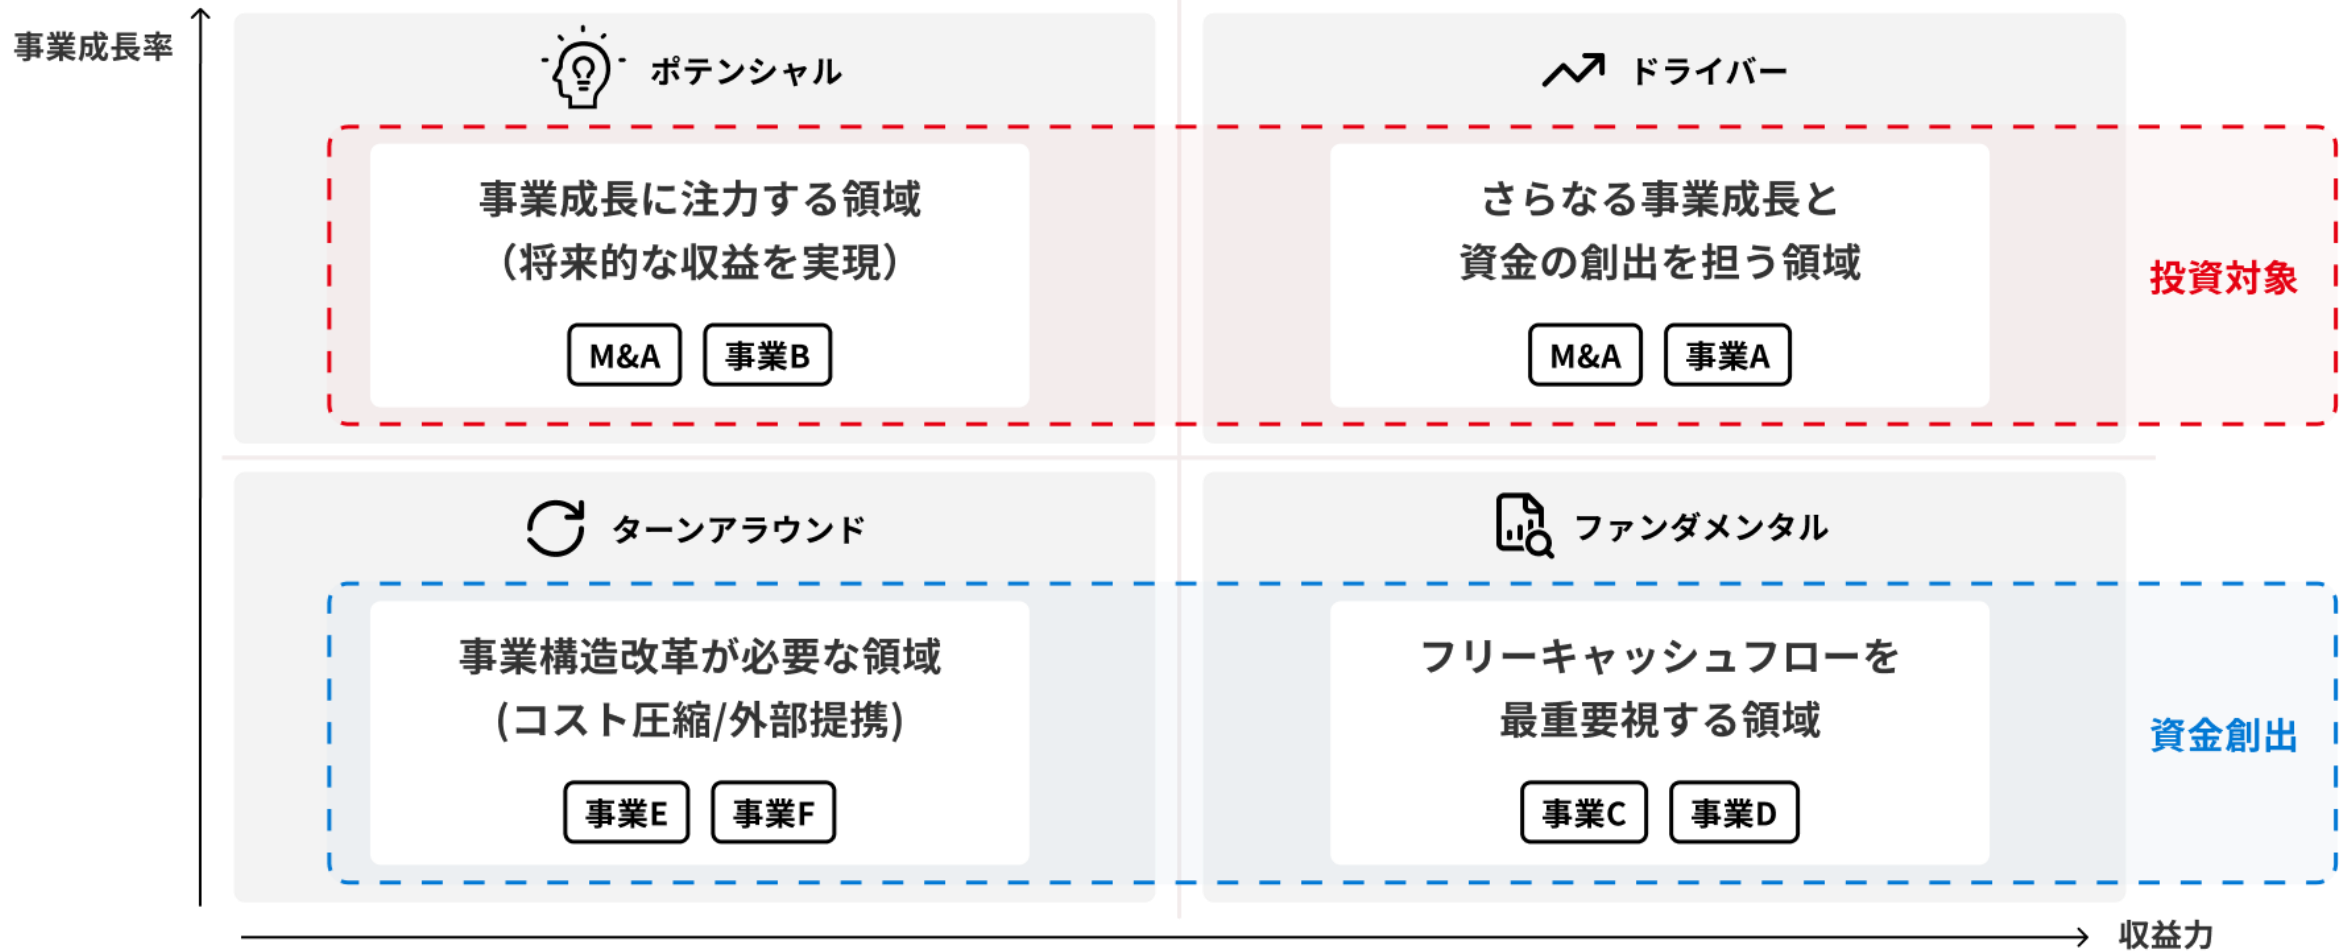 事業成長率
ポテンシャル
事業成長に注力する領域
（将来的な収益を実現）
M&A
事業B
ドライバー
さらなる事業成長と
資金の創出を担う領域
M&A
事業A
投資対象
ターンアラウンド
事業構造改革が必要な領域
(コスト圧縮/外部提携)
事業E
事業F
ファンダメンタル
フリーキャッシュフローを
最重要視する領域
事業C
事業D
資金創出
収益力